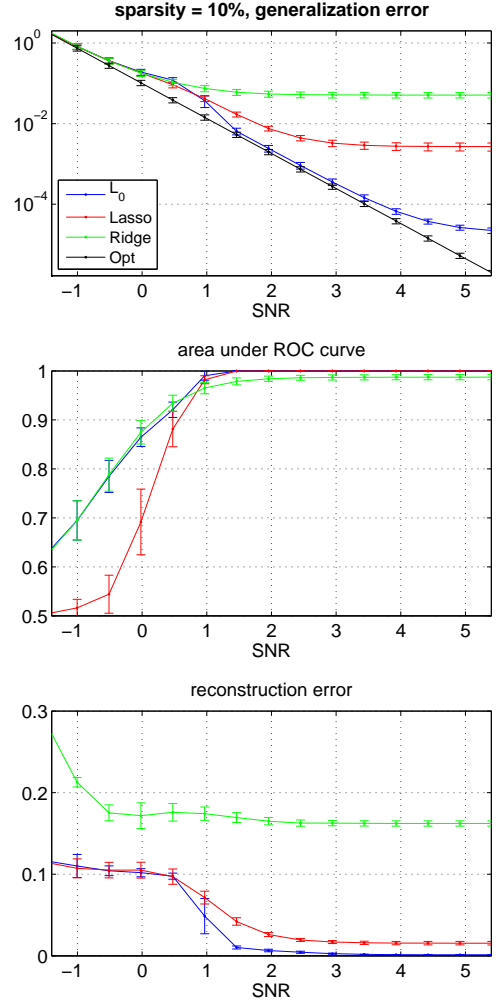 sparsity = 10%, generalization error
10^0
10^−2
10^−4
L_0
Lasso
Ridge
Opt
−1 0 1 2 3 4 5
SNR
area under ROC curve
1
0.9
0.8
0.7
0.6
0.5
−1 0 1 2 3 4 5
SNR
reconstruction error
0.3
0.2
0.1
0
−1 0 1 2 3 4 5
SNR